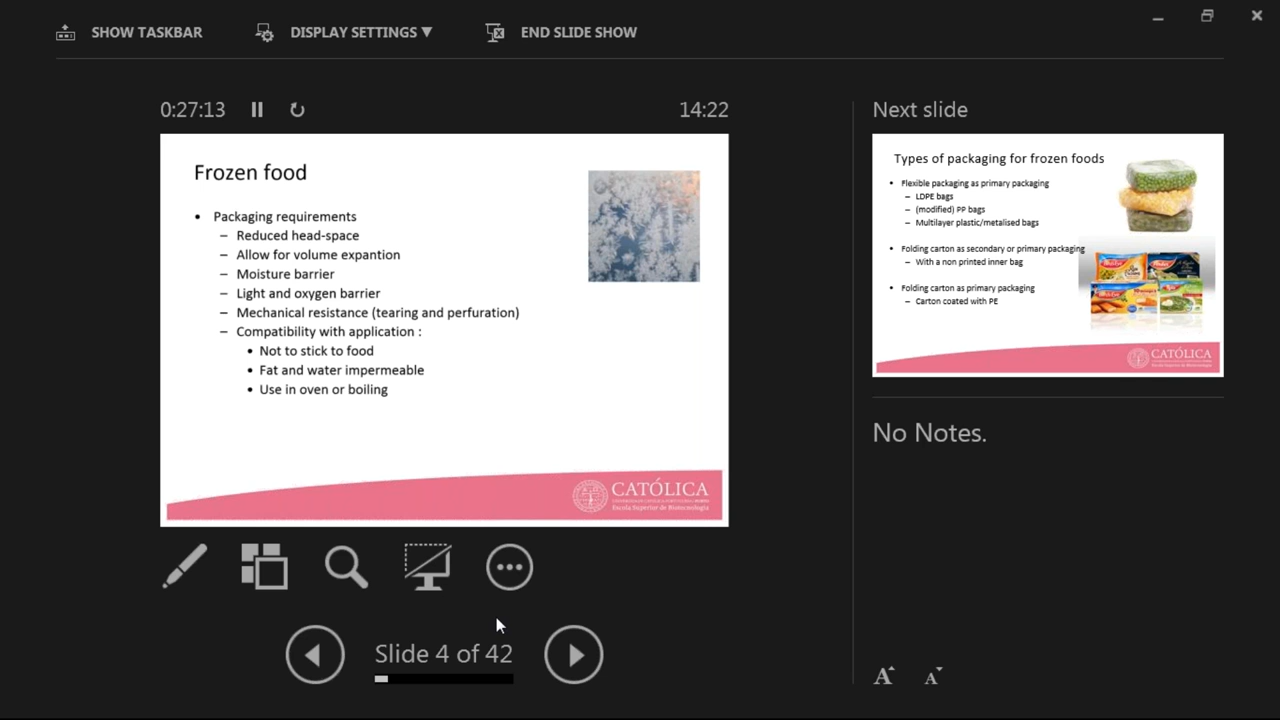 SHOW TASKBAR
DISPLAY SETTINGS ▼
END SLIDE SHOW
0:27:13
14:22
Frozen food
• Packaging requirements
– Reduced head-space
– Allow for volume expantion
– Moisture barrier
– Light and oxygen barrier
– Mechanical resistance (tearing and perfuration)
– Compatibility with application :
• Not to stick to food
• Fat and water impermeable
• Use in oven or boiling
CATÓLICA
Escola Superior de Biotecnologia
Slide 4 of 42
Next slide
Types of packaging for frozen foods
• Flexible packaging as primary packaging
– LDPE bags
– (modified) PP bags
– Multilayer plastic/metalised bags
• Folding carton as secondary or primary packaging
– With a non printed inner bag
• Folding carton as primary packaging
– Carton coated with PE
CATÓLICA
Escola Superior de Biotecnologia
No Notes.
A A